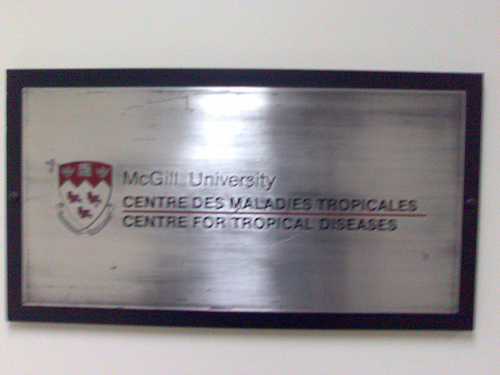 McGill University
CENTRE DES MALADIES TROPICALES
CENTRE FOR TROPICAL DISEASES